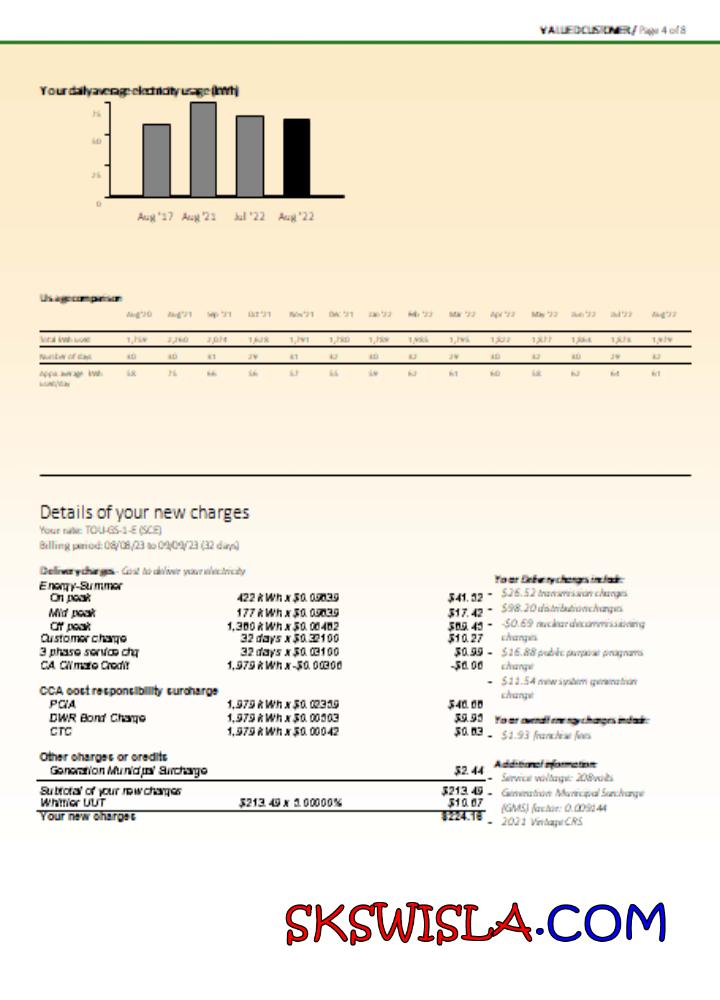 VALUED CUSTOMER / Page 4 of 8
Your daily average electricity usage (kWh)
75
50
25
0
Aug '17 Aug '21 Jul '22 Aug '22
Usage comparison
Aug'20 Aug'21 Sep '21 Oct'21 Nov'21 Dec '21 Jan '22 Feb '22 Mar '22 Apr '22 May '22 Jun '22 Jul'22 Aug'22
Total kWh used 1,759 2,260 2,074 1,628 1,791 1,780 1,789 1,985 1,795 1,822 1,877 1,864 1,874 1,979
Number of days 30 30 31 29 31 32 30 32 29 30 32 30 29 32
Appx. average kWh 58 75 66 56 57 55 59 62 61 60 58 62 64 61
used/day
Details of your new charges
Your rate: TOU-GS-1-E (SCE)
Billing period: 08/08/23 to 09/09/23 (32 days)
Delivery charges - Cost to deliver your electricity
Energy-Summer
On peak 422 kWh x $0.09839 $41.52
Mid peak 177 kWh x $0.09839 $17.42
Off peak 1,380 kWh x $69.45
Customer charge 32 days x $0.32100 $10.27
3 phase service chg 32 days x $0.03100 $0.99
CA Climate Credit 1,979 kWh x -$0.00306 -$6.06
CCA cost responsibility surcharge
PCIA 1,979 kWh x
DWR Bond Charge 1,979 kWh x $0.00503 $9.95
CTC 1,979 kWh x $0.00042 $0.83
Other charges or credits
Generation Municipal Surcharge $2.44
Subtotal of your new charges $213.49
Whittier UUT $213.49 x $10.67
Your new charges $224.16
Your Delivery charges include:
- $26.52 transmission charges
- $98.20 distribution charges
- -$0.69 nuclear decommissioning
charges
- $16.88 public purpose programs
charge
- $11.54 new system generation
charge
Your overall energy charges include:
- $1.93 franchise fees
Additional information:
- Service voltage: 208volts
- Generation Municipal Surcharge
(GMS) factor: 0.009144
- 2021 Vintage CRS
SKSWISLA.COM